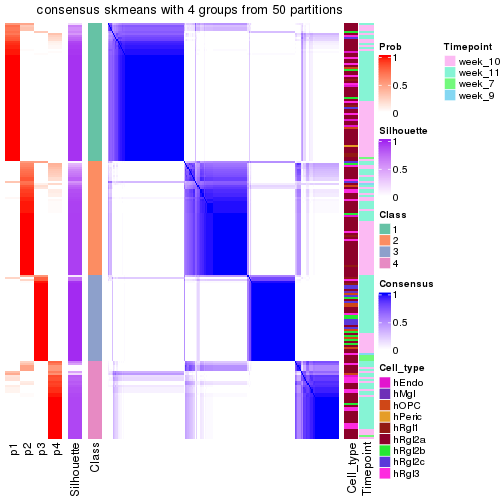 consensus skmeans with 4 groups from 50 partitions
Prob
1
0.5
0
Timepoint
week_10
week_11
week_7
week_9
Silhouette
1
0.5
0
Class
1
2
3
4
Consensus
1
0.5
0
Cell_type
hEndo
hMgl
hOPC
hPeric
hRgl1
hRgl2a
hRgl2b
hRgl2c
hRgl3
p1
p2
p3
p4
Silhouette
Class
Cell_type
Timepoint